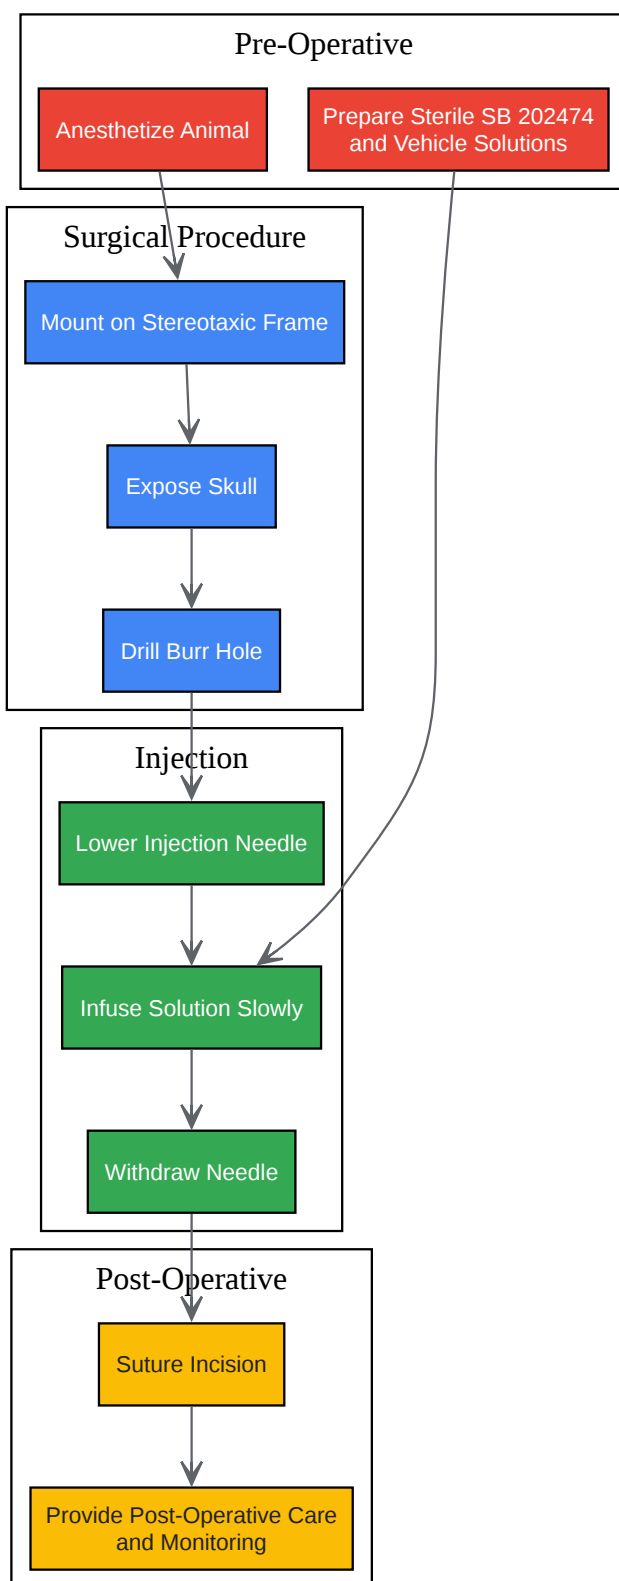 Pre-Operative
Anesthetize Animal
Prepare Sterile SB 202474
and Vehicle Solutions
Surgical Procedure
Mount on Stereotaxic Frame
Expose Skull
Drill Burr Hole
Injection
Lower Injection Needle
Infuse Solution Slowly
Withdraw Needle
Post-Operative
Suture Incision
Provide Post-Operative Care
and Monitoring